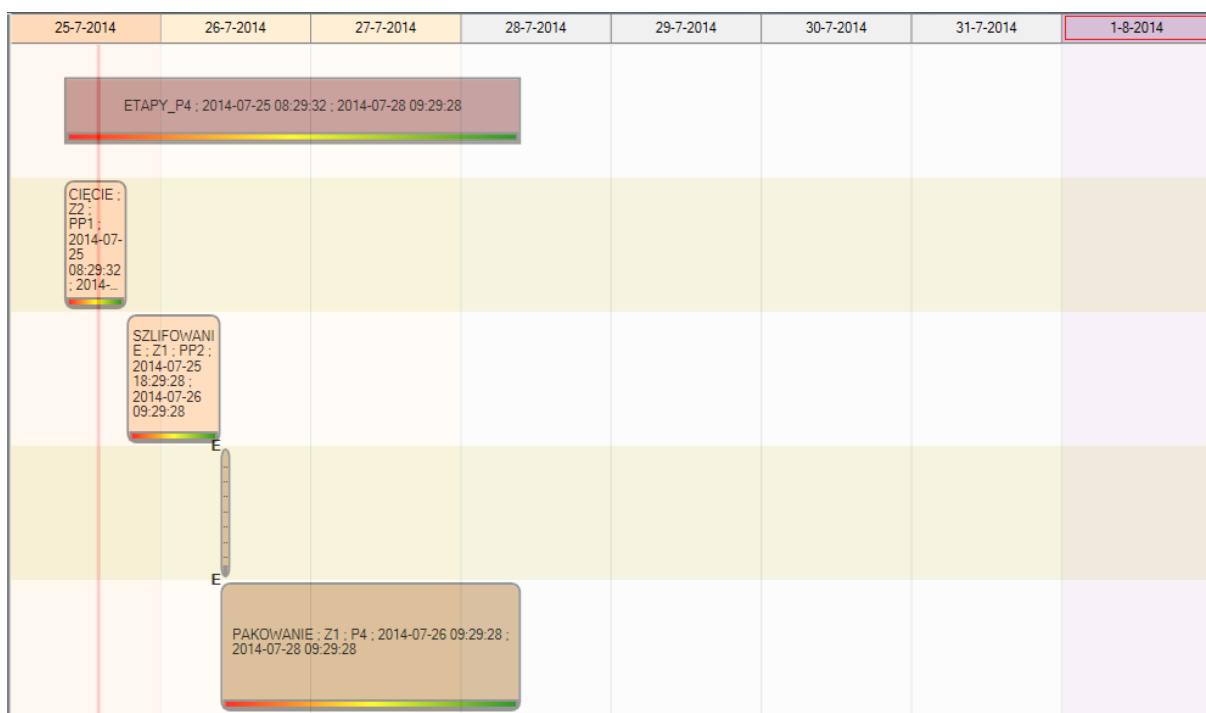 25-7-2014 26-7-2014 27-7-2014 28-7-2014 29-7-2014 30-7-2014 31-7-2014 1-8-2014
ETAPY_P4 ; 2014-07-25 08:29:32 ; 2014-07-28 09:29:28
CIĘCIE ;
Z2 ;
PP1 ;
2014-07-
25
08:29:32
; 2014-...
SZLIFOWANI
E ; Z1 ; PP2 ;
2014-07-25
18:29:28 ;
2014-07-26
09:29:28
E
E
PAKOWANIE ; Z1 ; P4 ; 2014-07-26 09:29:28 ;
2014-07-28 09:29:28